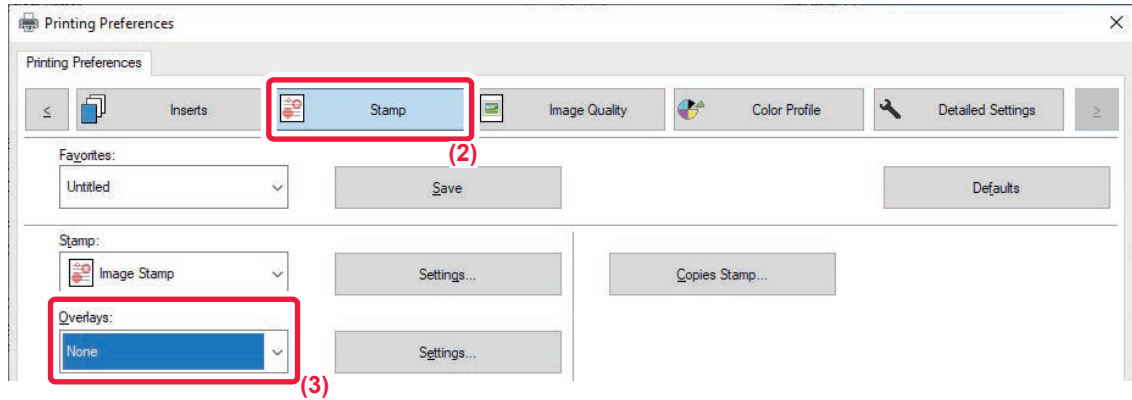 Printing Preferences
Printing Preferences
≤ Inserts Stamp Image Quality Color Profile Detailed Settings ≥
(2)
Favorites:
Untitled Save Defaults
Stamp:
Image Stamp Settings... Copies Stamp...
Overlays:
None Settings...
(3)